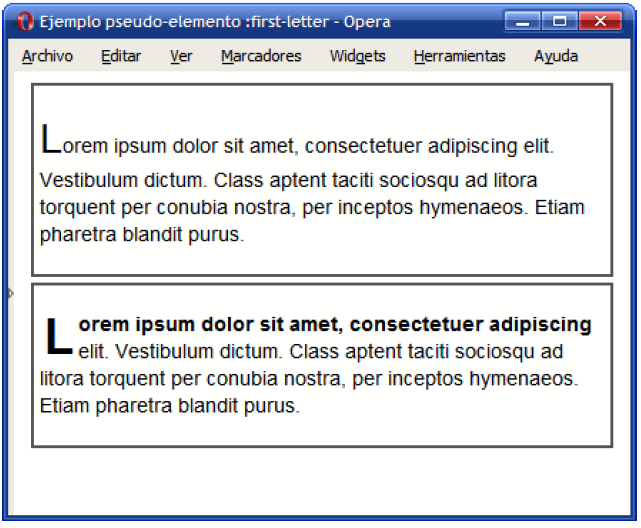 Ejemplo pseudo-elemento :first-letter - Opera
Archivo Editar Ver Marcadores Widgets Herramientas Ayuda
Lorem ipsum dolor sit amet, consectetuer adipiscing elit.
Vestibulum dictum. Class aptent taciti sociosqu ad litora
torquent per conubia nostra, per inceptos hymenaeos. Etiam
pharetra blandit purus.
Lorem ipsum dolor sit amet, consectetuer adipiscing
elit. Vestibulum dictum. Class aptent taciti sociosqu ad
litora torquent per conubia nostra, per inceptos hymenaeos.
Etiam pharetra blandit purus.